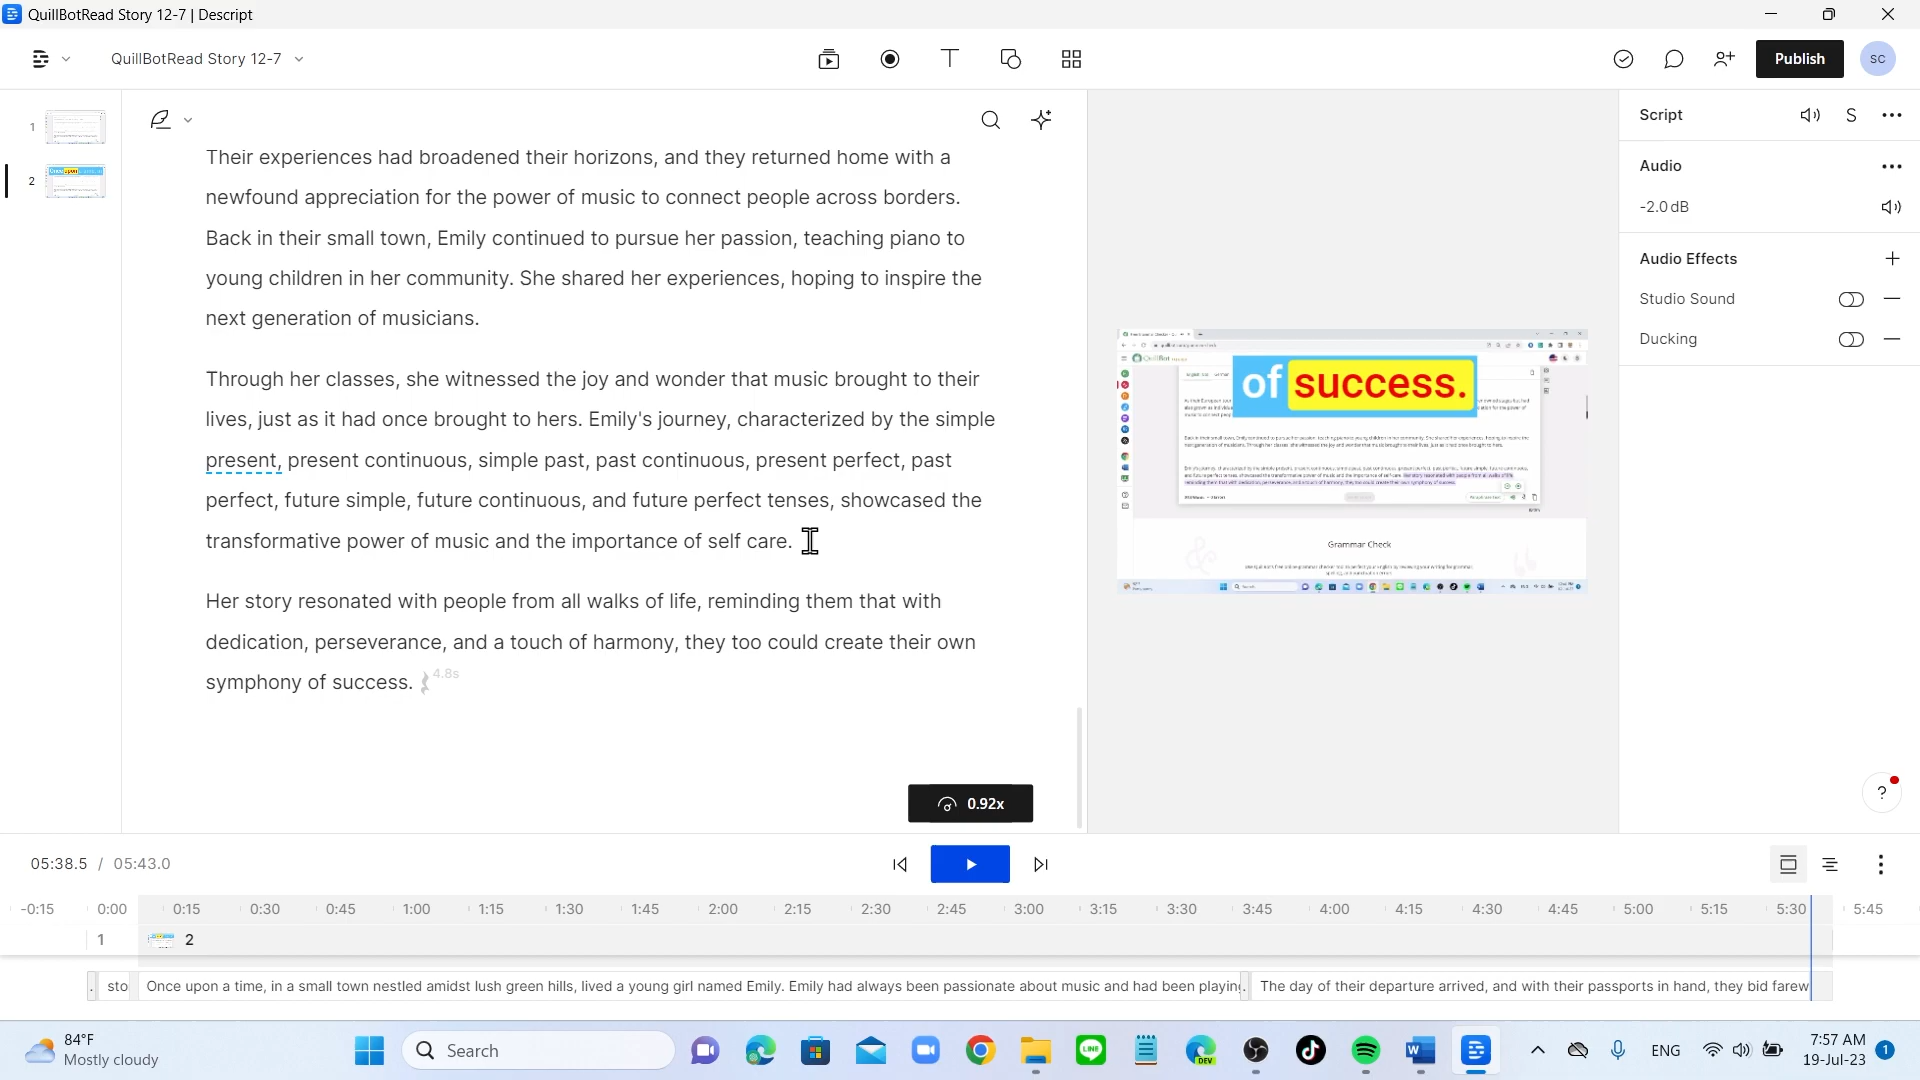 QuillBotRead Story 12-7 | Descript
QuillBotRead Story 12-7
Publish
SC
1
2
Their experiences had broadened their horizons, and they returned home with a
newfound appreciation for the power of music to connect people across borders.
Back in their small town, Emily continued to pursue her passion, teaching piano to
young children in her community. She shared her experiences, hoping to inspire the
next generation of musicians.
Through her classes, she witnessed the joy and wonder that music brought to their
lives, just as it had once brought to hers. Emily's journey, characterized by the simple
present, present continuous, simple past, past continuous, present perfect, past
perfect, future simple, future continuous, and future perfect tenses, showcased the
transformative power of music and the importance of self care.
Her story resonated with people from all walks of life, reminding them that with
dedication, perseverance, and a touch of harmony, they too could create their own
symphony of success. 4.8s
0.92x
of success.
Grammar Check
Script
S
Audio
-2.0 dB
Audio Effects
Studio Sound
Ducking
?
05:38.5 / 05:43.0
-0:15 0:00 0:15 0:30 0:45 1:00 1:15 1:30 1:45 2:00 2:15 2:30 2:45 3:00 3:15 3:30 3:45 4:00 4:15 4:30 4:45 5:00 5:15 5:30 5:45
1 2
. sto Once upon a time, in a small town nestled amidst lush green hills, lived a young girl named Emily. Emily had always been passionate about music and had been playing . The day of their departure arrived, and with their passports in hand, they bid farew
84°F
Mostly cloudy
Search
LINE
DEV
ENG
7:57 AM
19-Jul-23
1